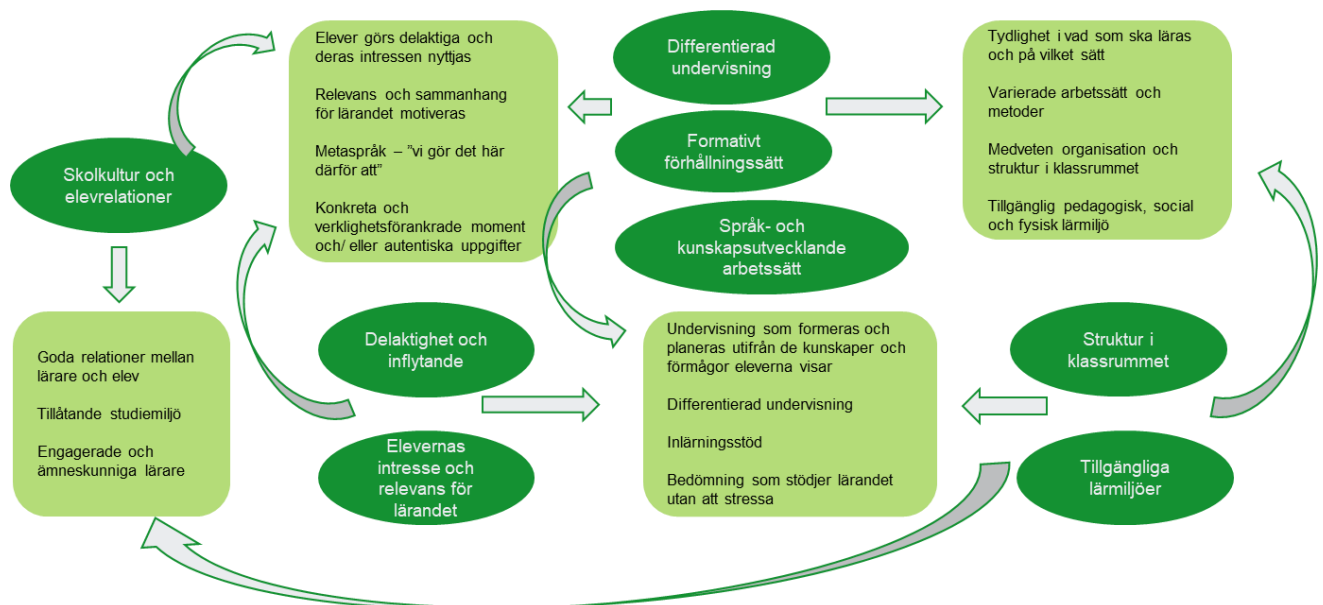 Elever görs delaktiga och
deras intressen nyttjas
Relevans och sammanhang
för lärandet motiveras
Metaspråk – ”vi gör det här
därför att”
Konkreta och
verklighetsförankrade moment
och/ eller autentiska uppgifter
Differentierad
undervisning
Formativt
förhållningssätt
Språk- och
kunskapsutvecklande
arbetssätt
Tydlighet i vad som ska läras
och på vilket sätt
Varierade arbetssätt och
metoder
Medveten organisation och
struktur i klassrummet
Tillgänglig pedagogisk, social
och fysisk lärmiljö
Skolkultur och
elevrelationer
Goda relationer mellan
lärare och elev
Tillåtande studiemiljö
Engagerade och
ämneskunniga lärare
Delaktighet och
inflytande
Elevernas
intresse och
relevans för
lärandet
Undervisning som formeras och
planeras utifrån de kunskaper och
förmågor eleverna visar
Differentierad undervisning
Inlärningsstöd
Bedömning som stödjer lärandet
utan att stressa
Struktur i
klassrummet
Tillgängliga
lärmiljöer